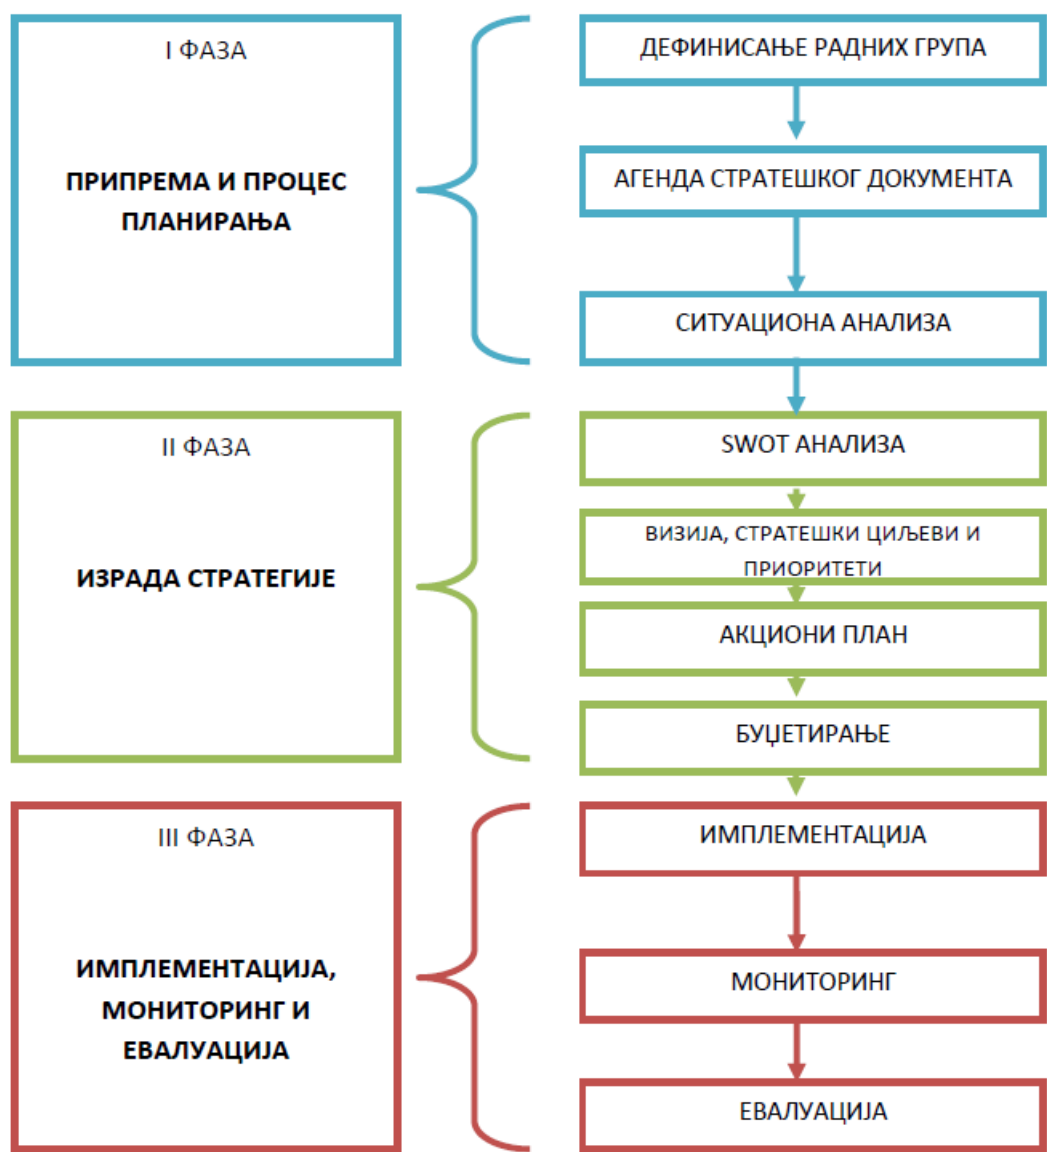 I ФАЗА
ПРИПРЕМА И ПРОЦЕС
ПЛАНИРАЊА
ДЕФИНИСАЊЕ РАДНИХ ГРУПА
АГЕНДА СТРАТЕШКОГ ДОКУМЕНТА
СИТУАЦИОНА АНАЛИЗА
II ФАЗА
ИЗРАДА СТРАТЕГИЈЕ
SWOT АНАЛИЗА
ВИЗИЈА, СТРАТЕШКИ ЦИЉЕВИ И
ПРИОРИТЕТИ
АКЦИОНИ ПЛАН
БУЏЕТИРАЊЕ
III ФАЗА
ИМПЛЕМЕНТАЦИЈА,
МОНИТОРИНГ И
ЕВАЛУАЦИЈА
ИМПЛЕМЕНТАЦИЈА
МОНИТОРИНГ
ЕВАЛУАЦИЈА